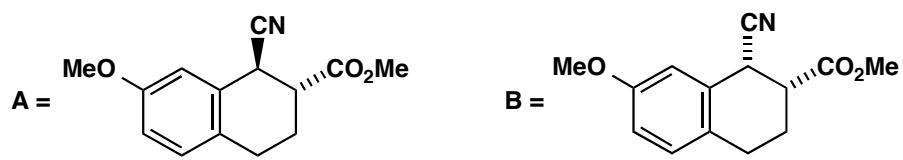 CN
MeO
CO₂Me
A =
CN
MeO
CO₂Me
B =